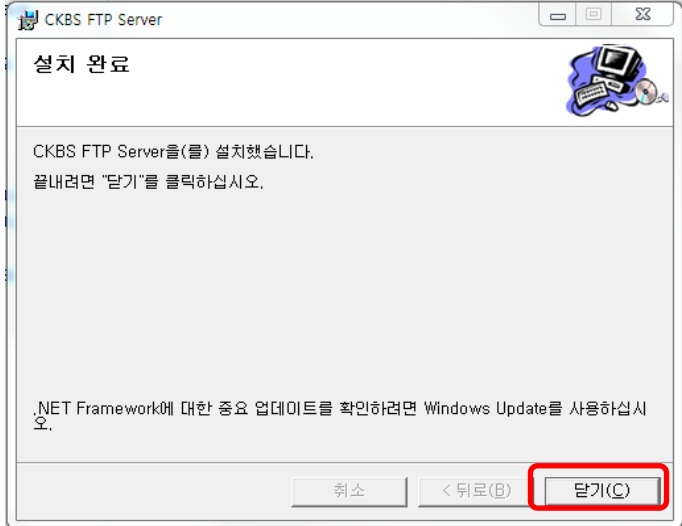 CKBS FTP Server
설치 완료
CKBS FTP Server을(를) 설치했습니다.
끝내려면 "닫기"를 클릭하십시오.
.NET Framework에 대한 중요 업데이트를 확인하려면 Windows Update를 사용하십시
오.
취소 < 뒤로(B) 닫기(C)